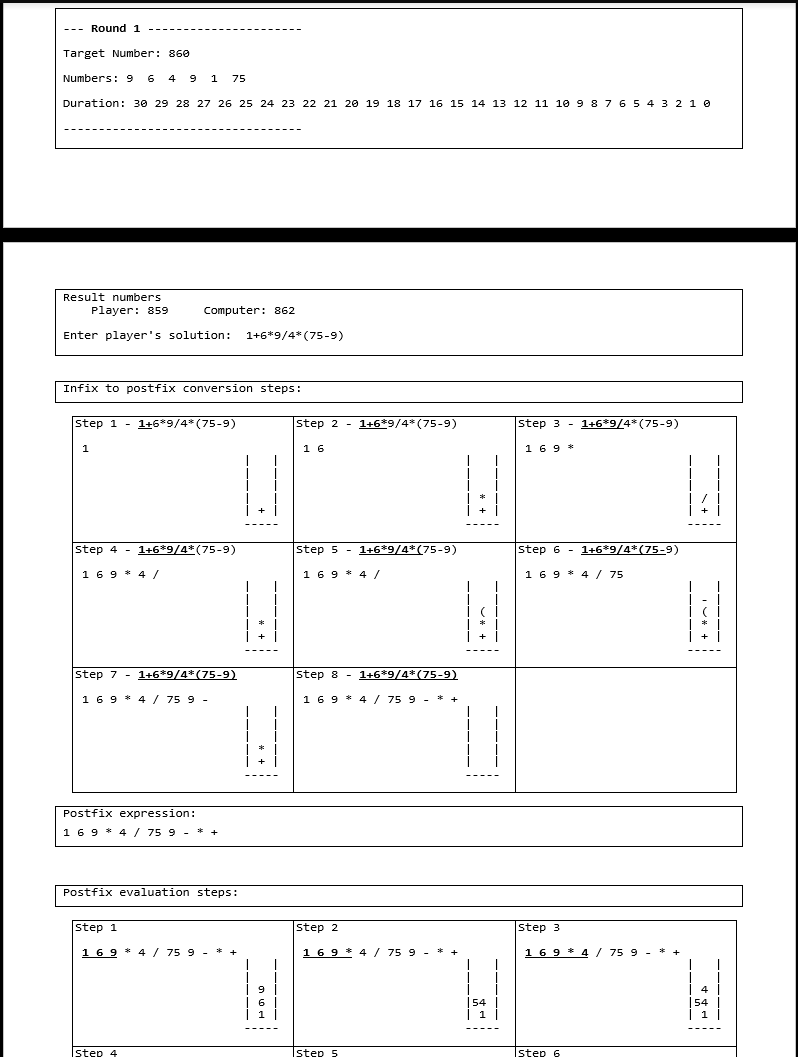 --- Round 1 ----------------------
Target Number: 860
Numbers: 9 6 4 9 1 75
Duration: 30 29 28 27 26 25 24 23 22 21 20 19 18 17 16 15 14 13 12 11 10 9 8 7 6 5 4 3 2 1 0
----------------------------------
Result numbers
Player: 859 Computer: 862
Enter player's solution: 1+6*9/4*(75-9)
Infix to postfix conversion steps:
Step 1 - 1+6*9/4*(75-9)
1
| |
| |
| |
| |
| + |
-----
Step 2 - 1+6*9/4*(75-9)
1 6
| |
| |
| |
| * |
| + |
-----
Step 3 - 1+6*9/4*(75-9)
1 6 9 *
| |
| |
| |
| / |
| + |
-----
Step 4 - 1+6*9/4*(75-9)
1 6 9 * 4 /
| |
| |
| |
| * |
| + |
-----
Step 5 - 1+6*9/4*(75-9)
1 6 9 * 4 /
| |
| |
| ( |
| * |
| + |
-----
Step 6 - 1+6*9/4*(75-9)
1 6 9 * 4 / 75
| |
| - |
| ( |
| * |
| + |
-----
Step 7 - 1+6*9/4*(75-9)
1 6 9 * 4 / 75 9 -
| |
| |
| |
| * |
| + |
-----
Step 8 - 1+6*9/4*(75-9)
1 6 9 * 4 / 75 9 - * +
| |
| |
| |
| |
| |
-----
Postfix expression:
1 6 9 * 4 / 75 9 - * +
Postfix evaluation steps:
Step 1
1 6 9 * 4 / 75 9 - * +
| |
| |
| 9 |
| 6 |
| 1 |
-----
Step 2
1 6 9 * 4 / 75 9 - * +
| |
| |
| |
|54 |
| 1 |
-----
Step 3
1 6 9 * 4 / 75 9 - * +
| |
| |
| 4 |
|54 |
| 1 |
-----
Step 4
Step 5
Step 6